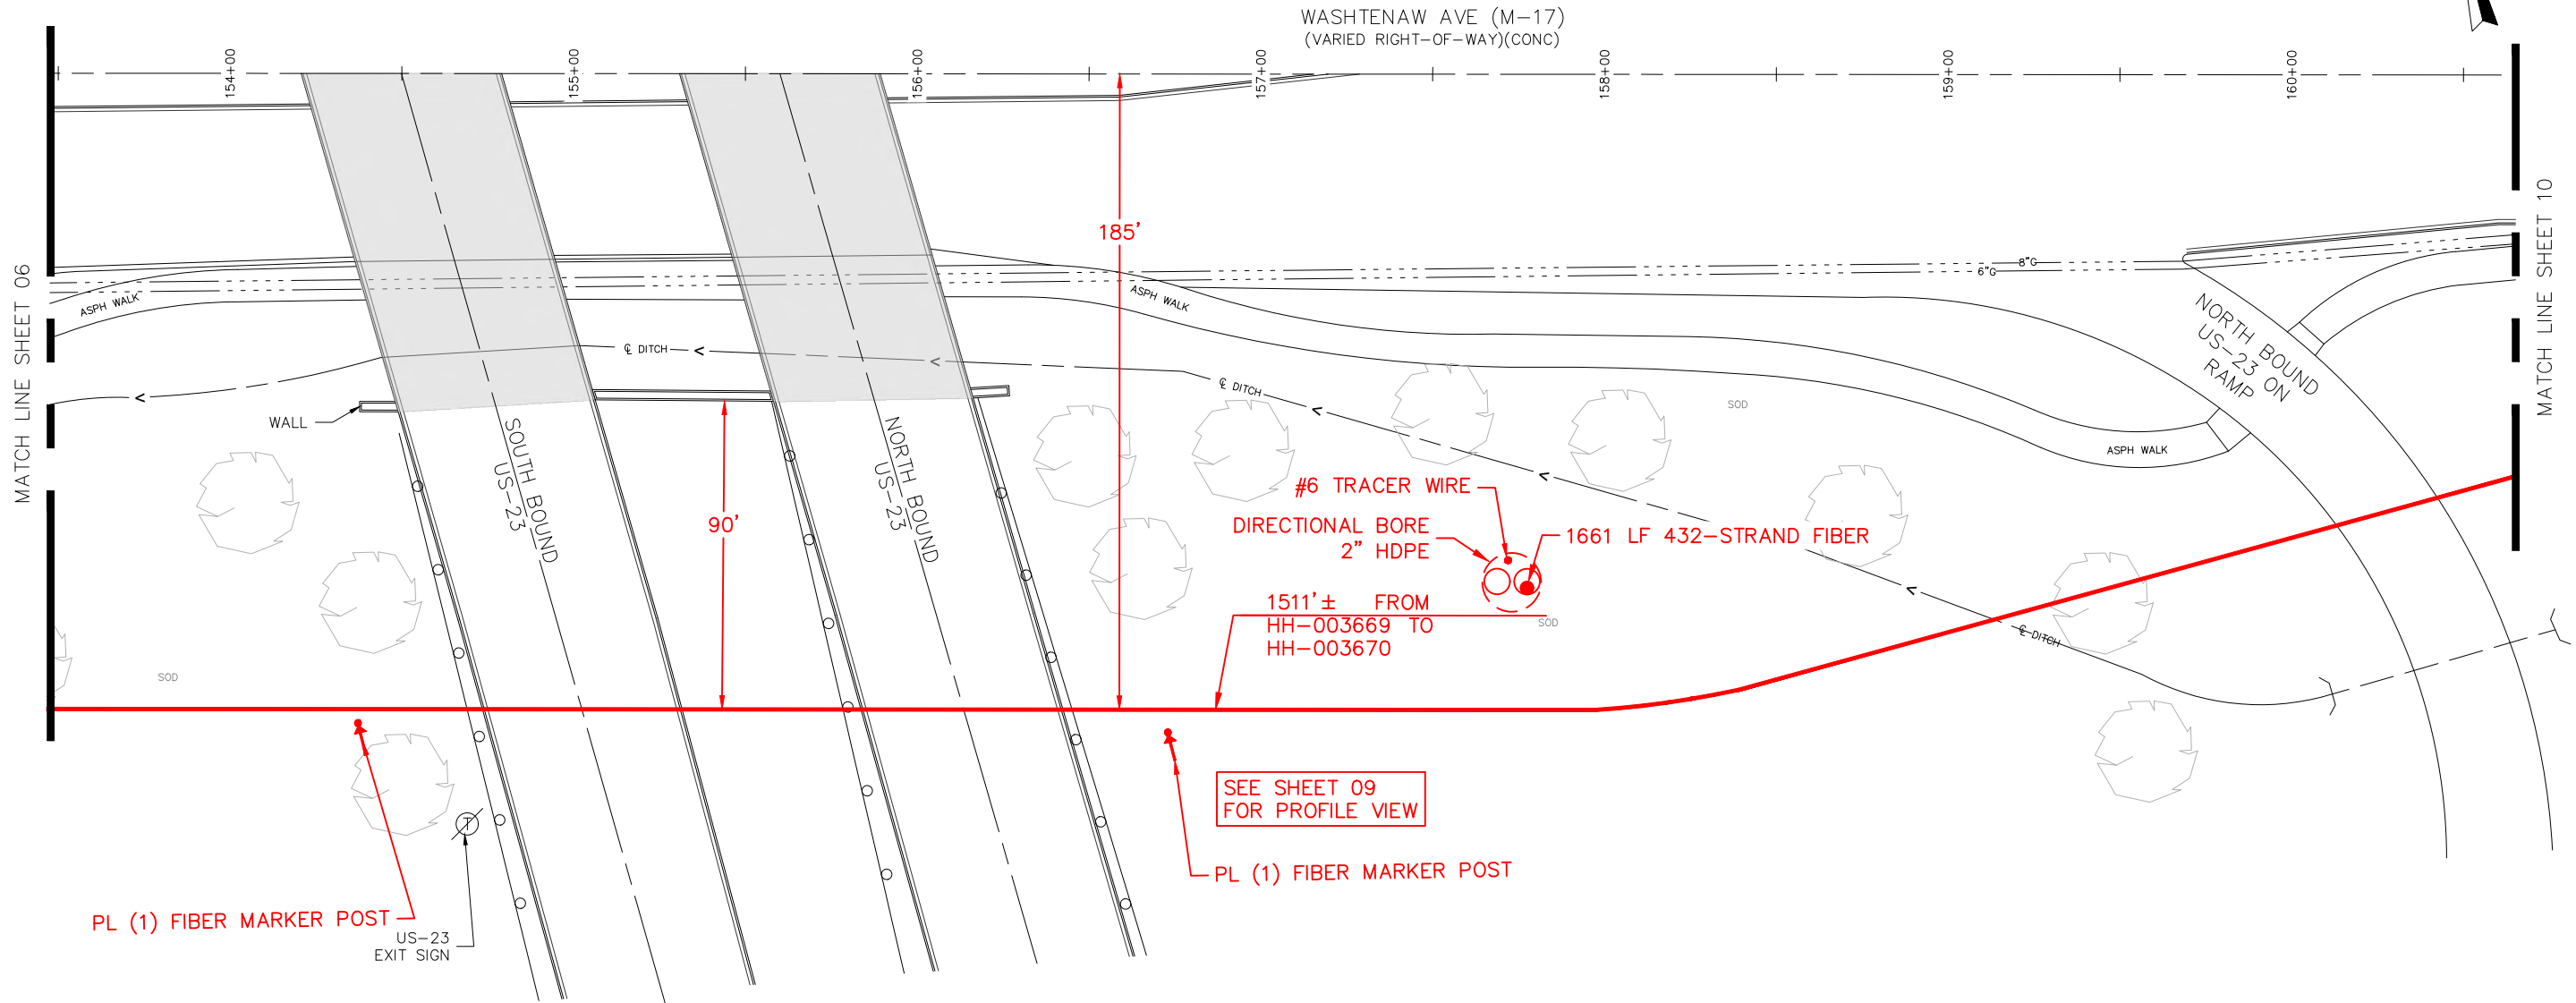 WASHTENAW AVE (M-17)
(VARIED RIGHT-OF-WAY)(CONC)
154+00
155+00
156+00
157+00
158+00
159+00
160+00
MATCH LINE SHEET 06
MATCH LINE SHEET 10
185'
8"G
6"G
ASPH WALK
ASPH WALK
NORTH BOUND
US-23 ON
RAMP
℄ DITCH
℄ DITCH
WALL
SOD
SOUTH BOUND
US-23
NORTH BOUND
US-23
ASPH WALK
90'
#6 TRACER WIRE
DIRECTIONAL BORE
2" HDPE
1661 LF 432-STRAND FIBER
1511'± FROM
HH-003669 TO
HH-003670
SOD
℄ DITCH
SOD
SEE SHEET 09
FOR PROFILE VIEW
T
PL (1) FIBER MARKER POST
PL (1) FIBER MARKER POST
US-23
EXIT SIGN